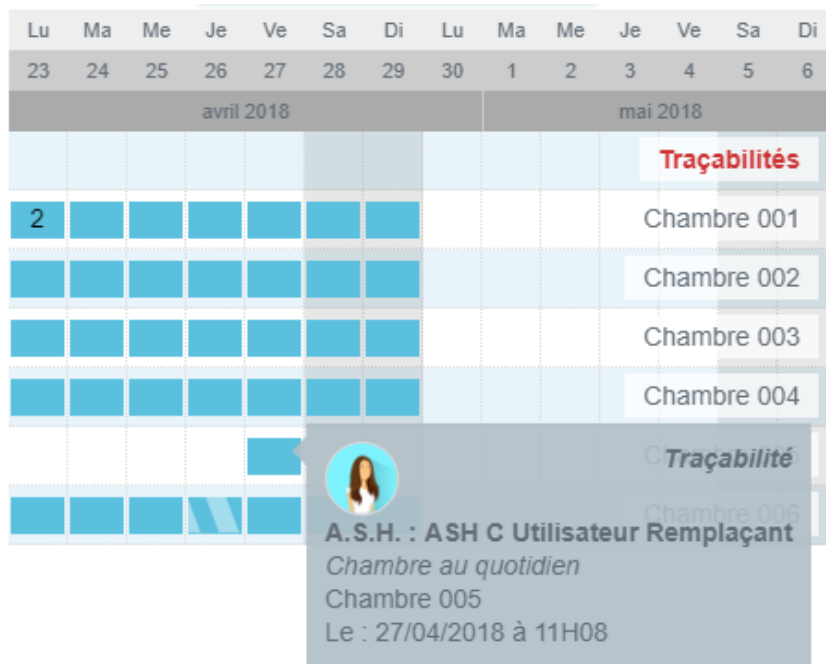 Lu Ma Me Je Ve Sa Di Lu Ma Me Je Ve Sa Di
23 24 25 26 27 28 29 30 1 2 3 4 5 6
avril 2018 mai 2018
Traçabilités
2 Chambre 001
Chambre 002
Chambre 003
Chambre 004
Traçabilité
Chambre 006
A.S.H. : ASH C Utilisateur Remplaçant
Chambre au quotidien
Chambre 005
Le : 27/04/2018 à 11H08